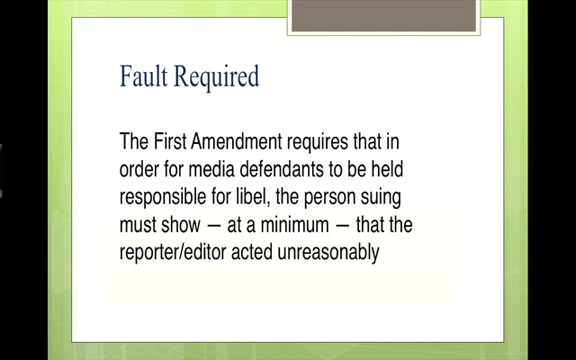 Fault Required
The First Amendment requires that in
order for media defendants to be held
responsible for libel, the person suing
must show — at a minimum — that the
reporter/editor acted unreasonably